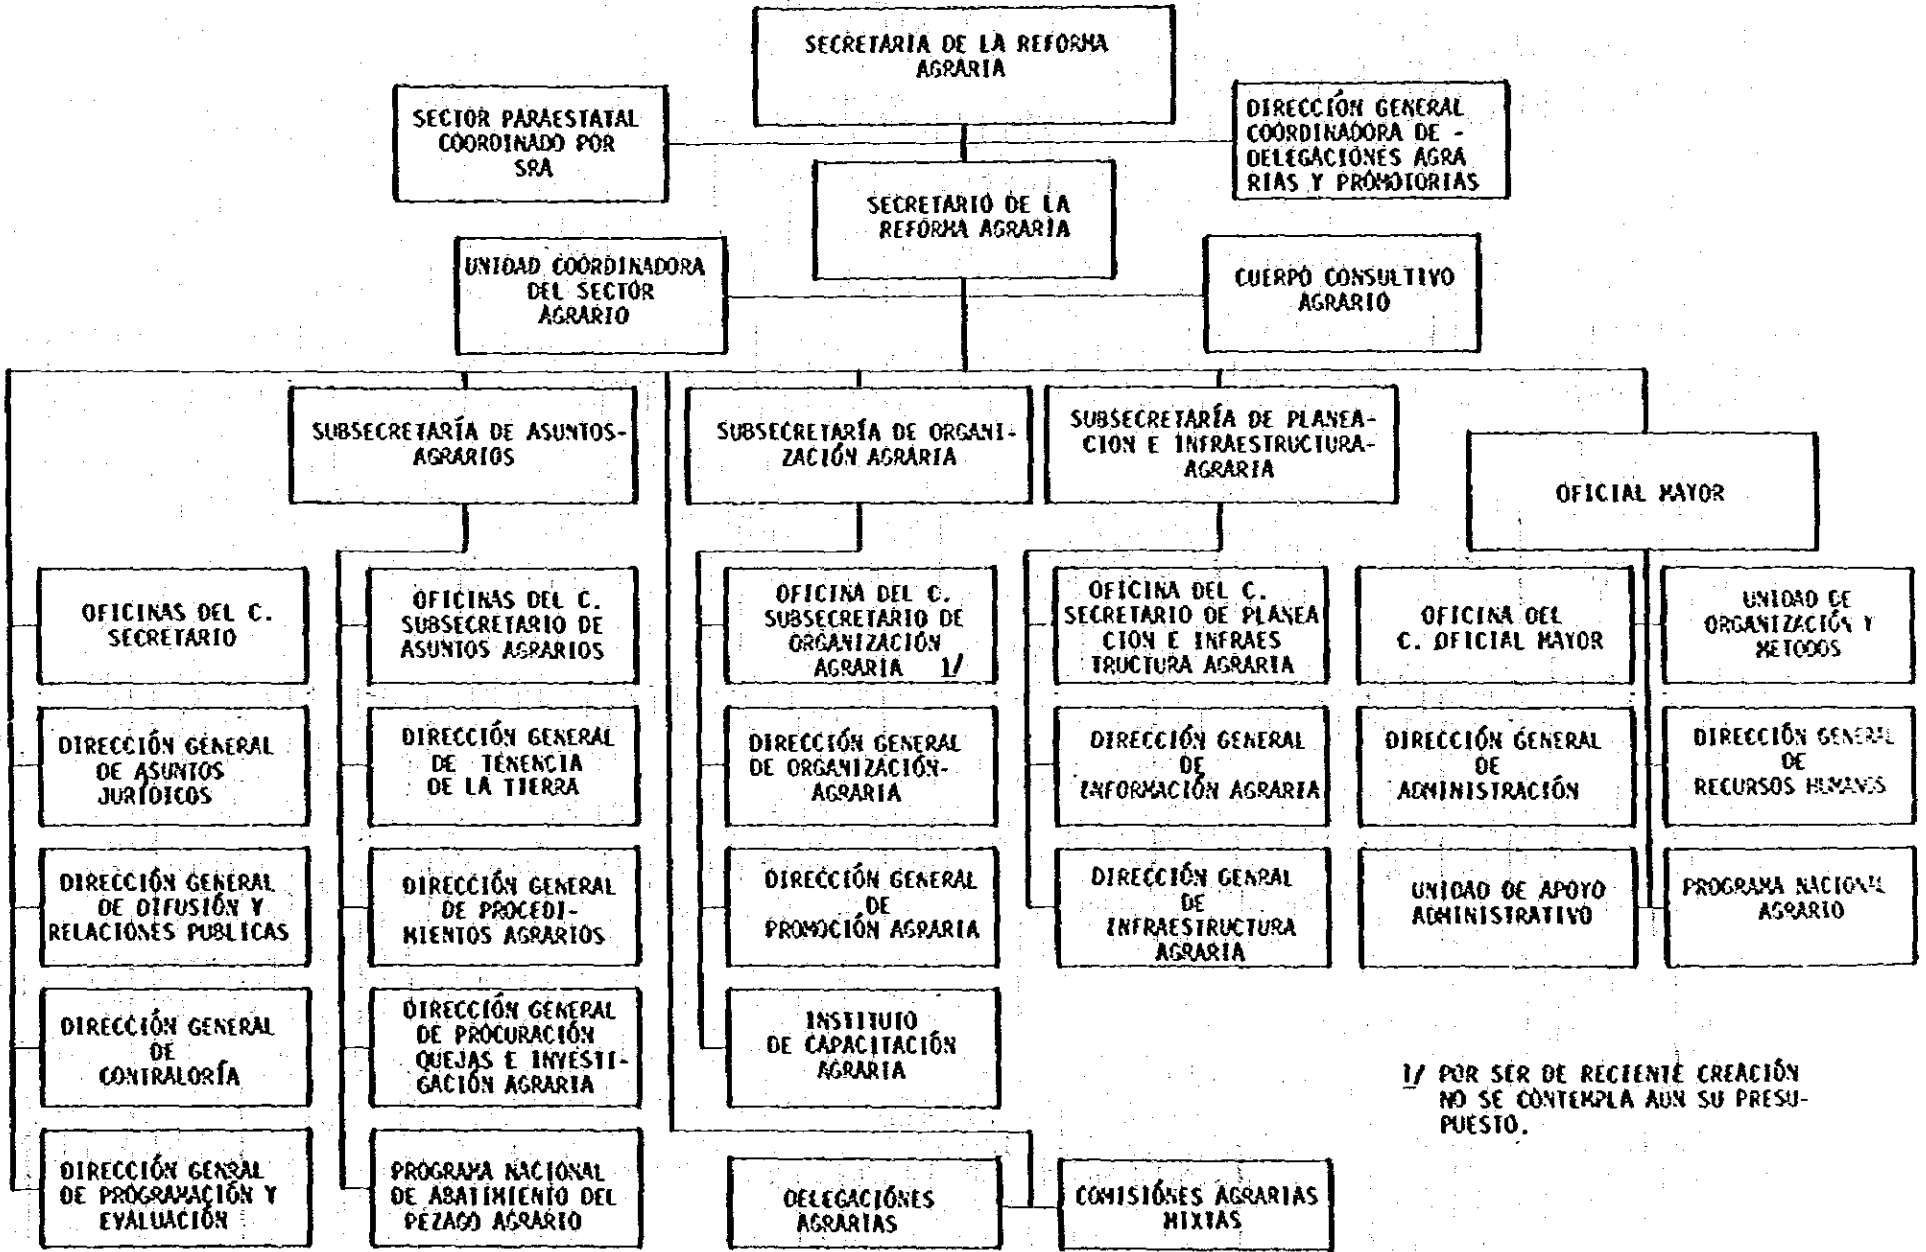 SECRETARÍA DE LA REFORMA
AGRARIA
SECTOR PARAESTATAL
COORDINADO POR
SRA
DIRECCIÓN GENERAL
COORDINADORA DE -
DELEGACIONES AGRA
RIAS Y PROMOTORIAS
SECRETARIO DE LA
REFORMA AGRARIA
UNIDAD COORDINADORA
DEL SECTOR
AGRARIO
CUERPO CONSULTIVO
AGRARIO
SUBSECRETARÍA DE ASUNTOS-
AGRARIOS
SUBSECRETARÍA DE ORGANI-
ZACIÓN AGRARIA
SUBSECRETARÍA DE PLANEA-
CION E INFRAESTRUCTURA-
AGRARIA
OFICIAL MAYOR
OFICINAS DEL C.
SECRETARIO
OFICINAS DEL C.
SUBSECRETARIO DE
ASUNTOS AGRARIOS
OFICINA DEL C.
SUBSECRETARIO DE
ORGANIZACIÓN
AGRARIA 1/
OFICINA DEL C.
SECRETARIO DE PLANEA
CION E INFRAES
TRUCTURA AGRARIA
OFICINA DEL
C. OFICIAL MAYOR
UNIDAD DE
ORGANIZACIÓN Y
METODOS
DIRECCIÓN GENERAL
DE ASUNTOS
JURÍDICOS
DIRECCIÓN GENERAL
DE TENENCIA
DE LA TIERRA
DIRECCIÓN GENERAL
DE ORGANIZACIÓN-
AGRARIA
DIRECCIÓN GENERAL
DE
INFORMACIÓN AGRARIA
DIRECCIÓN GENERAL
DE
ADMINISTRACIÓN
DIRECCIÓN GENERAL
DE
RECURSOS HUMANOS
DIRECCIÓN GENERAL
DE DIFUSIÓN Y
RELACIONES PUBLICAS
DIRECCIÓN GENERAL
DE PROCEDI-
MIENTOS AGRARIOS
DIRECCIÓN GENERAL
DE
PROMOCIÓN AGRARIA
DIRECCIÓN GENRAL
DE
INFRAESTRUCTURA
AGRARIA
UNIDAD DE APOYO
ADMINISTRATIVO
PROGRAMA NACIONAL
AGRARIO
DIRECCIÓN GENERAL
DE
CONTRALORÍA
DIRECCIÓN GENERAL
DE PROCURACIÓN
QUEJAS E INVESTI-
GACIÓN AGRARIA
INSTITUTO
DE CAPACITACIÓN
AGRARIA
1/ POR SER DE RECIENTE CREACIÓN
NO SE CONTEMPLA AUN SU PRESU-
PUESTO.
DIRECCIÓN GENRAL
DE PROGRAMACIÓN Y
EVALUACIÓN
PROGRAMA NACIONAL
DE ABATIMIENTO DEL
REZAGO AGRARIO
DELEGACIÓNES
AGRARIAS
COMISIÓNES AGRARIAS
MIXTAS